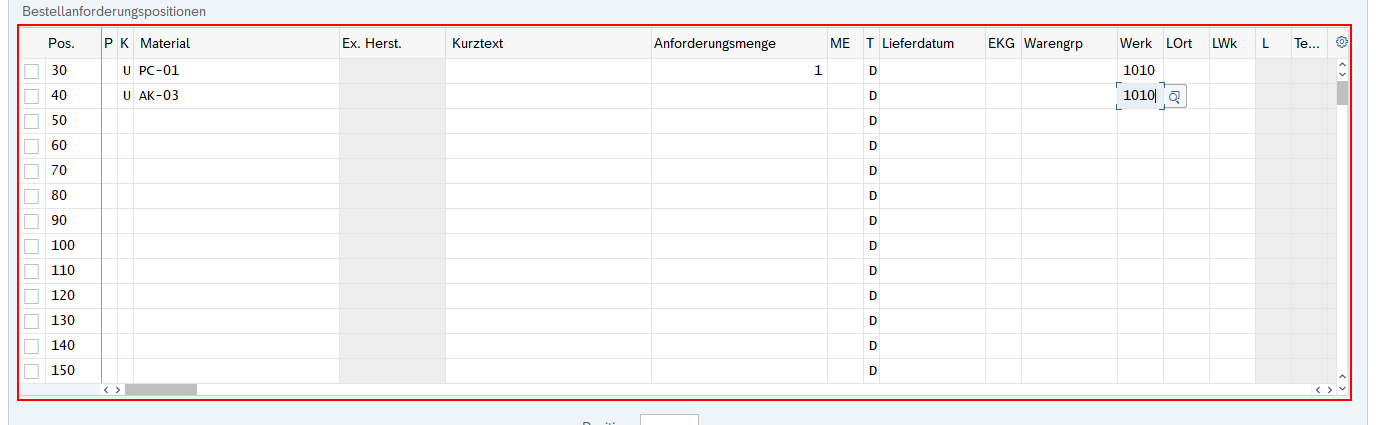 Bestellanforderungspositionen
Pos. P K Material Ex. Herst. Kurztext Anforderungsmenge ME T Lieferdatum EKG Warengrp Werk LOrt LWk L Te...
30 U PC-01 1 D 1010
40 U AK-03 D 1010
50 D
60 D
70 D
80 D
90 D
100 D
110 D
120 D
130 D
140 D
150 D